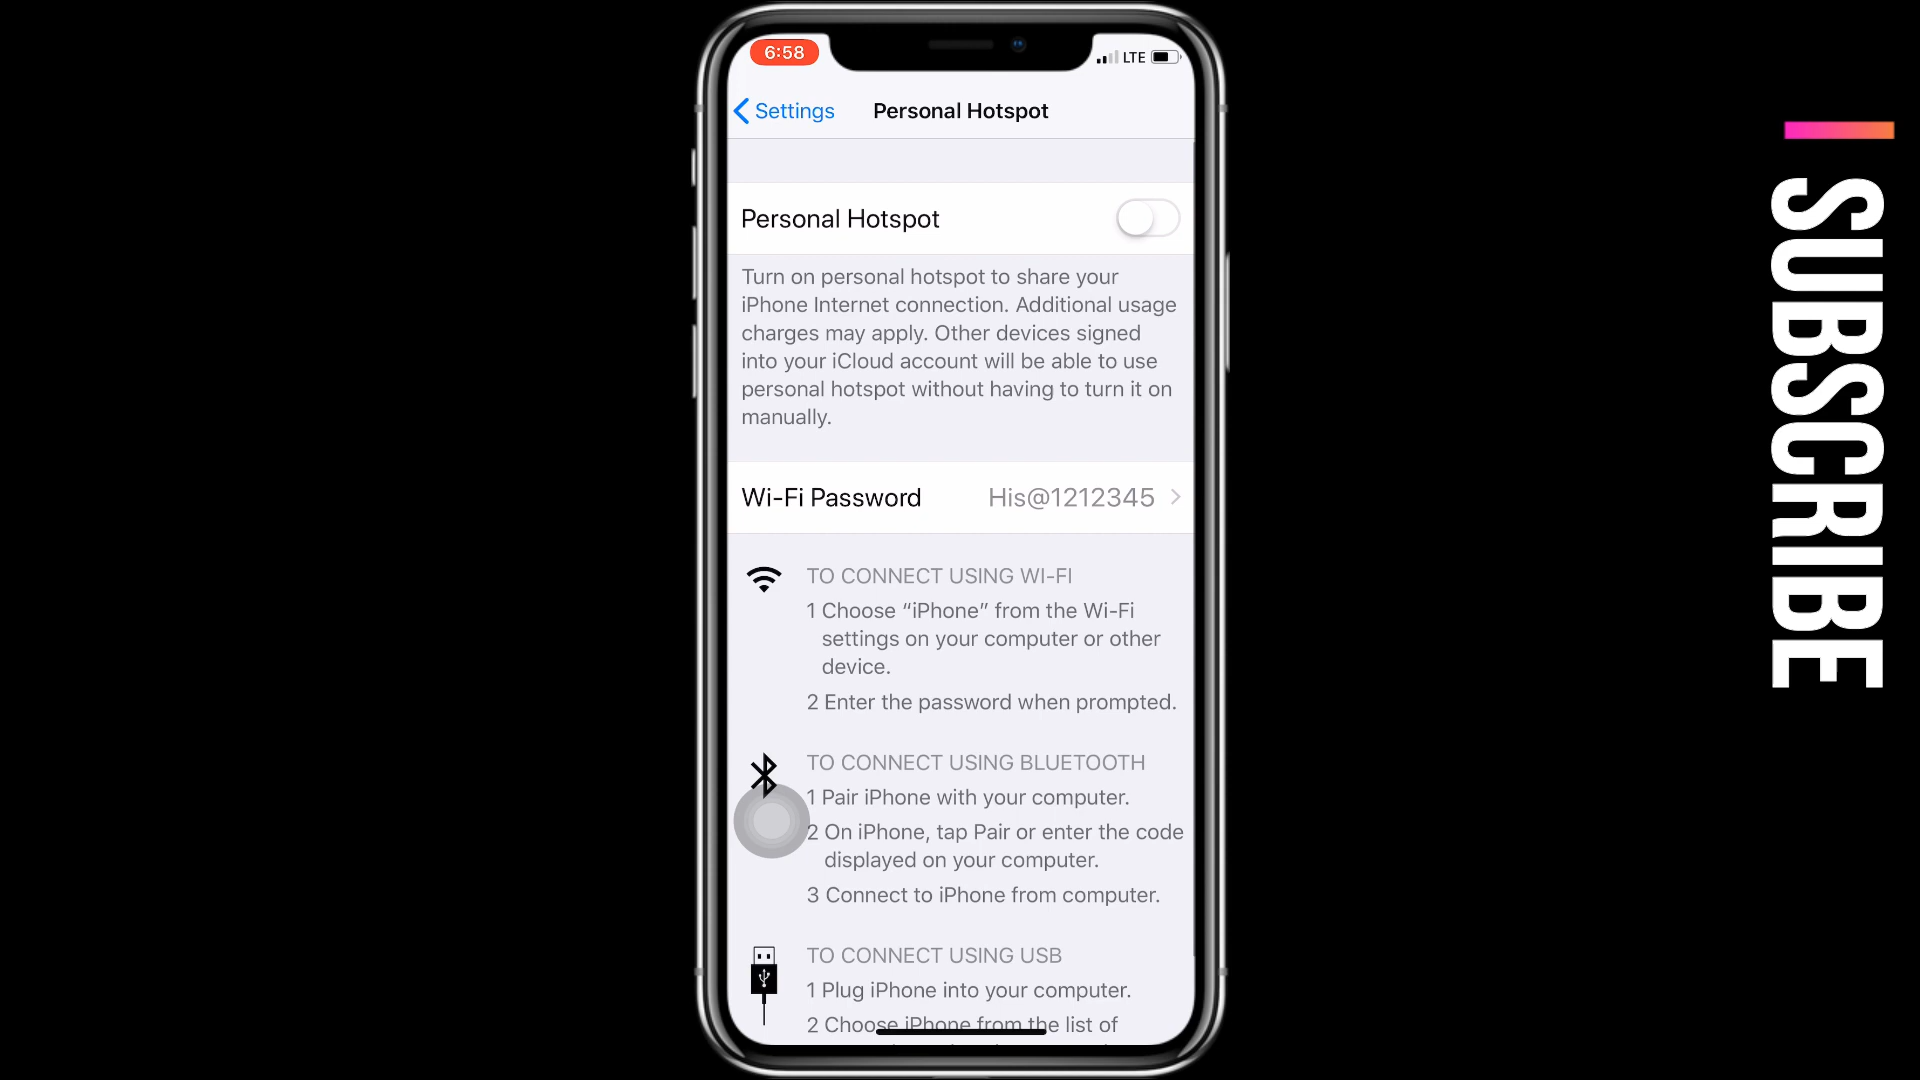 6:58
LTE
Settings
Personal Hotspot
Personal Hotspot
Turn on personal hotspot to share your
iPhone Internet connection. Additional usage
charges may apply. Other devices signed
into your iCloud account will be able to use
personal hotspot without having to turn it on
manually.
Wi-Fi Password His@1212345
TO CONNECT USING WI-FI
1 Choose “iPhone” from the Wi-Fi
settings on your computer or other
device.
2 Enter the password when prompted.
TO CONNECT USING BLUETOOTH
1 Pair iPhone with your computer.
2 On iPhone, tap Pair or enter the code
displayed on your computer.
3 Connect to iPhone from computer.
TO CONNECT USING USB
1 Plug iPhone into your computer.
2 Choose iPhone from the list of
SUBSCRIBE